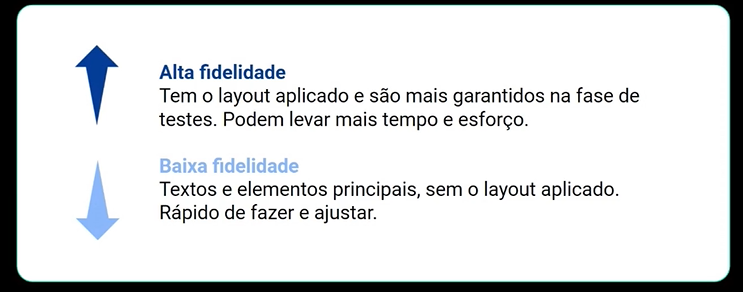 Alta fidelidade
Tem o layout aplicado e são mais garantidos na fase de
testes. Podem levar mais tempo e esforço.
Baixa fidelidade
Textos e elementos principais, sem o layout aplicado.
Rápido de fazer e ajustar.